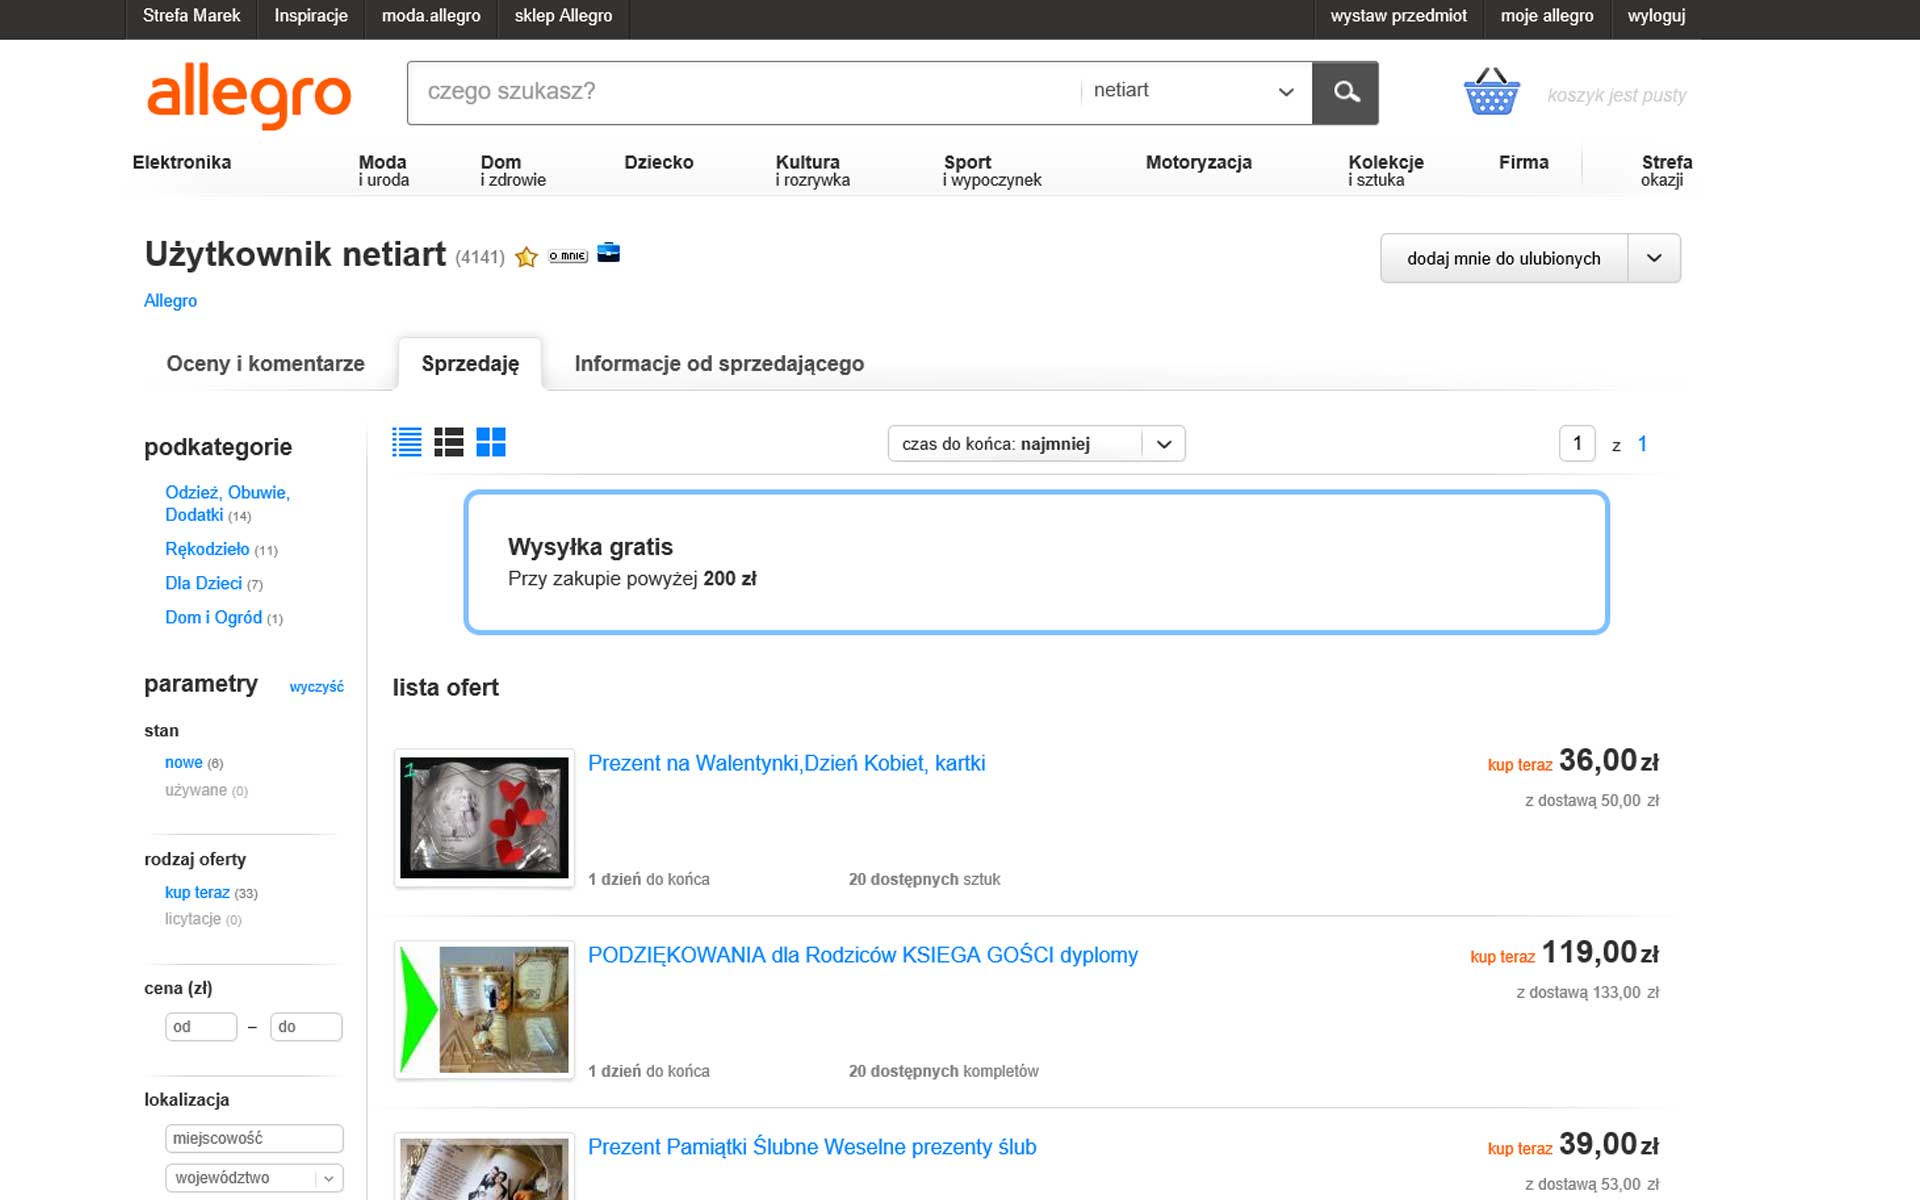 Strefa Marek Inspiracje moda.allegro sklep Allegro wystaw przedmiot moje allegro wyloguj
allegro czego szukasz? netiart koszyk jest pusty
Elektronika Moda Dom Dziecko Kultura Sport Motoryzacja Kolekcje Firma Strefa
i uroda i zdrowie i rozrywka i wypoczynek i sztuka okazji
Użytkownik netiart (4141) O MNIE dodaj mnie do ulubionych
Allegro
Oceny i komentarze Sprzedaję Informacje od sprzedającego
podkategorie
Odzież, Obuwie,
Dodatki (14)
Rękodzieło (11)
Dla Dzieci (7)
Dom i Ogród (1)
parametry wyczyść
stan
nowe (6)
używane (0)
rodzaj oferty
kup teraz (33)
licytacje (0)
cena (zł)
od – do
lokalizacja
miejscowość
województwo
czas do końca: najmniej 1 z 1
Wysyłka gratis
Przy zakupie powyżej 200 zł
lista ofert
1
Prezent na Walentynki,Dzień Kobiet, kartki kup teraz 36,00 zł
z dostawą 50,00 zł
1 dzień do końca 20 dostępnych sztuk
PODZIĘKOWANIA dla Rodziców KSIEGA GOŚCI dyplomy kup teraz 119,00 zł
z dostawą 133,00 zł
1 dzień do końca 20 dostępnych kompletów
Prezent Pamiątki Ślubne Weselne prezenty ślub kup teraz 39,00 zł
z dostawą 53,00 zł